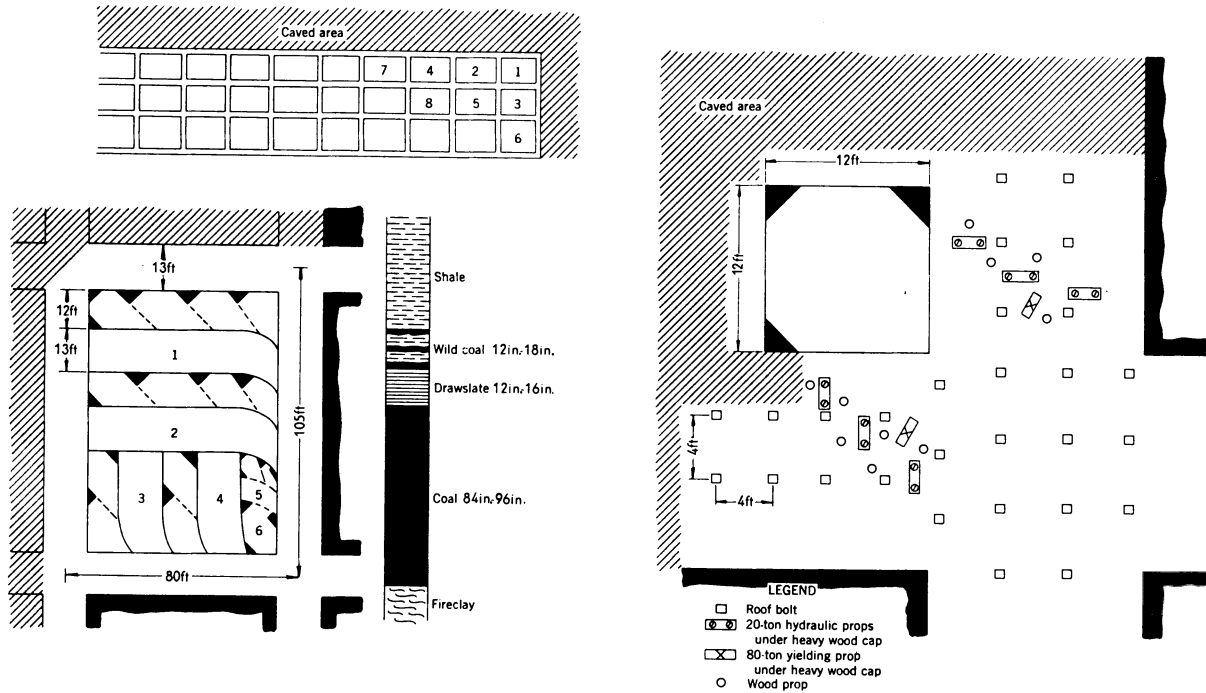 Caved area
7 4 2 1
8 5 3
6
13ft
12ft
13ft
1
2
3 4 5
6
105ft
80ft
Shale
Wild coal 12in.-18in.
Drawslate 12in.-16in.
Coal 84in.-96in.
Fireclay
Caved area
12ft
12ft
4ft
4ft
LEGEND
Roof bolt
20-ton hydraulic props
under heavy wood cap
80-ton yielding prop
under heavy wood cap
Wood prop